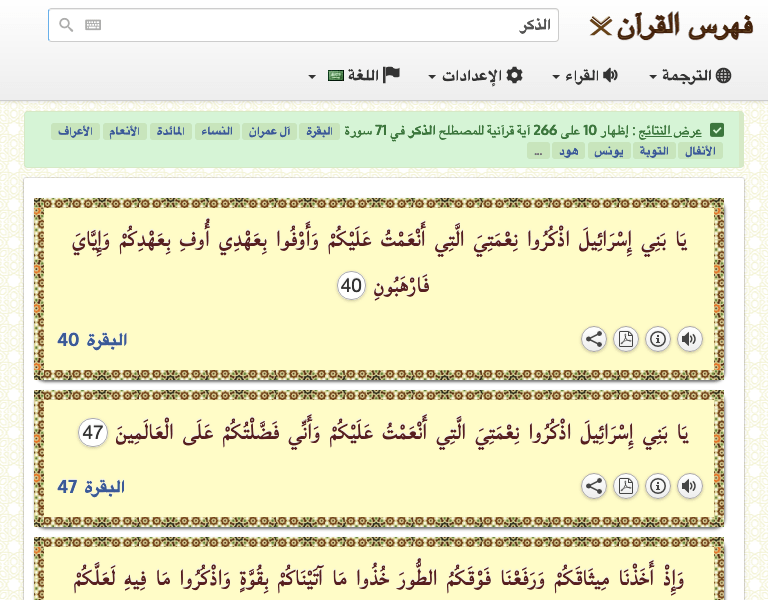 فهرس القرآن
الذكر
الترجمة
القراء
الإعدادات
اللغة
عرض النتائج : إظهار 10 على 266 آية قرآنية للمصطلح الذكر في 71 سورة البقرة آل عمران النساء المائدة الأنعام الأعراف
الأنفال التوبة يونس هود ...
يَا بَنِي إِسْرَائِيلَ اذْكُرُوا نِعْمَتِيَ الَّتِي أَنْعَمْتُ عَلَيْكُمْ وَأَوْفُوا بِعَهْدِي أُوفِ بِعَهْدِكُمْ وَإِيَّايَ
فَارْهَبُونِ 40
البقرة 40
يَا بَنِي إِسْرَائِيلَ اذْكُرُوا نِعْمَتِيَ الَّتِي أَنْعَمْتُ عَلَيْكُمْ وَأَنِّي فَضَّلْتُكُمْ عَلَى الْعَالَمِينَ 47
البقرة 47
وَإِذْ أَخَذْنَا مِيثَاقَكُمْ وَرَفَعْنَا فَوْقَكُمُ الطُّورَ خُذُوا مَا آتَيْنَاكُمْ بِقُوَّةٍ وَاذْكُرُوا مَا فِيهِ لَعَلَّكُمْ